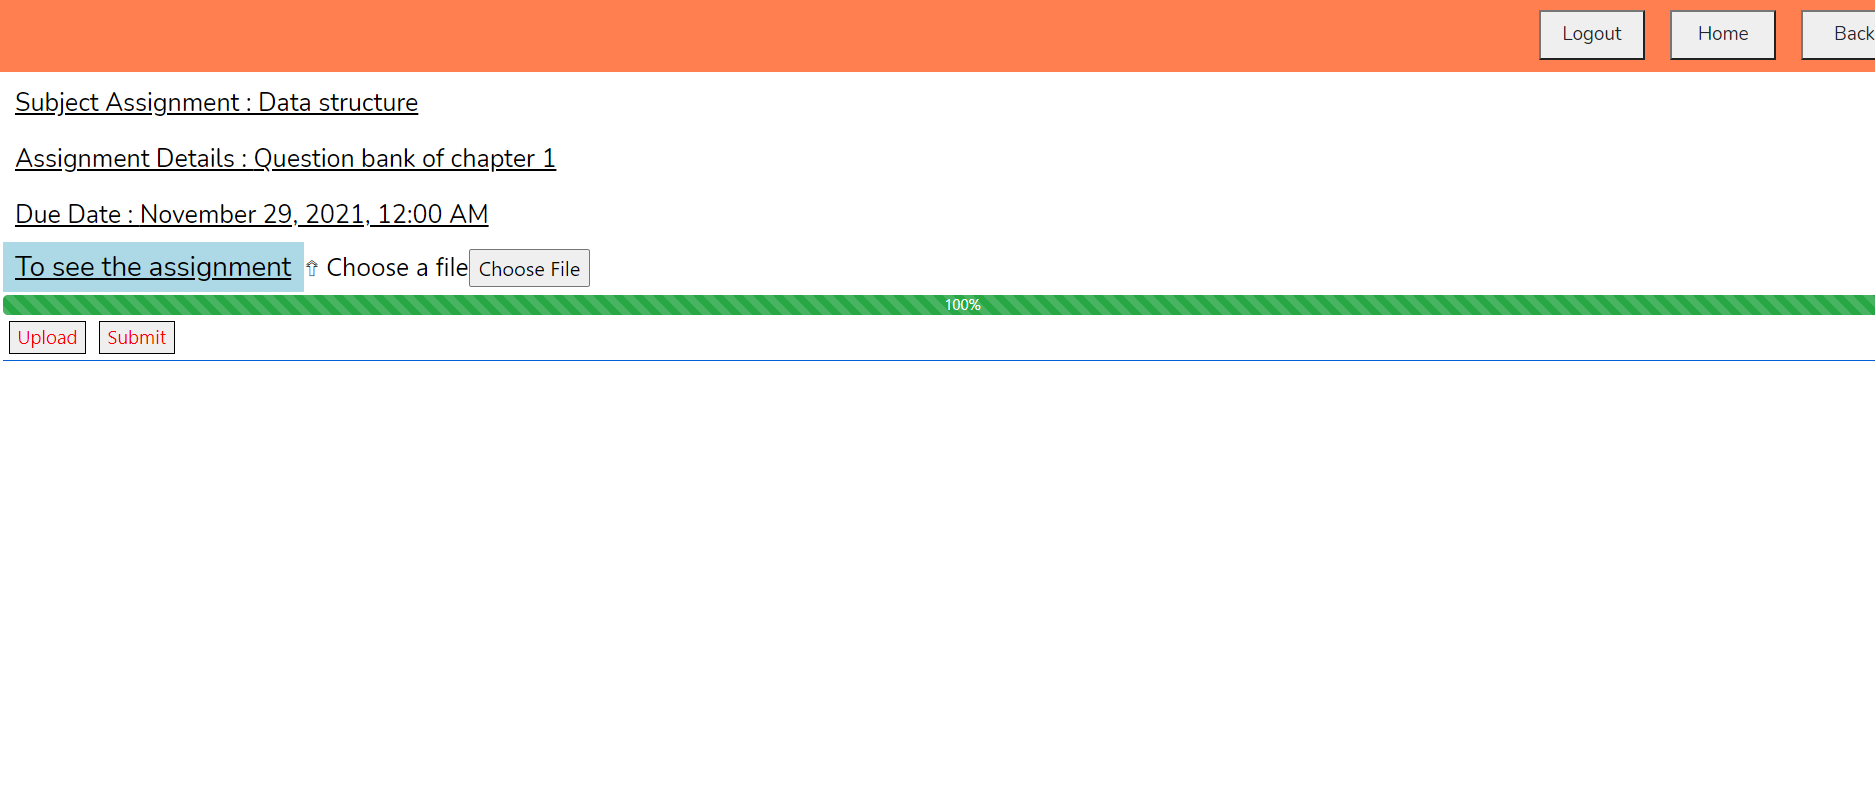 Logout Home Back
Subject Assignment : Data structure
Assignment Details : Question bank of chapter 1
Due Date : November 29, 2021, 12:00 AM
To see the assignment ⇧ Choose a file Choose File
100%
Upload Submit